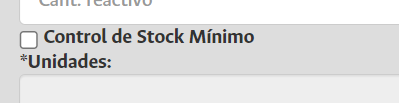 Cant. reactivo
Control de Stock Mínimo
*Unidades: